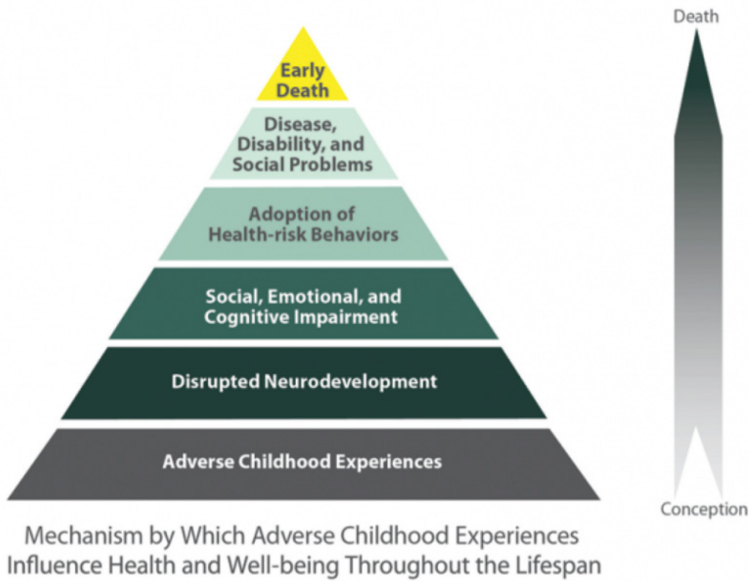 Death
Early
Death
Disease,
Disability, and
Social Problems
Adoption of
Health-risk Behaviors
Social, Emotional, and
Cognitive Impairment
Disrupted Neurodevelopment
Adverse Childhood Experiences
Conception
Mechanism by Which Adverse Childhood Experiences
Influence Health and Well-being Throughout the Lifespan